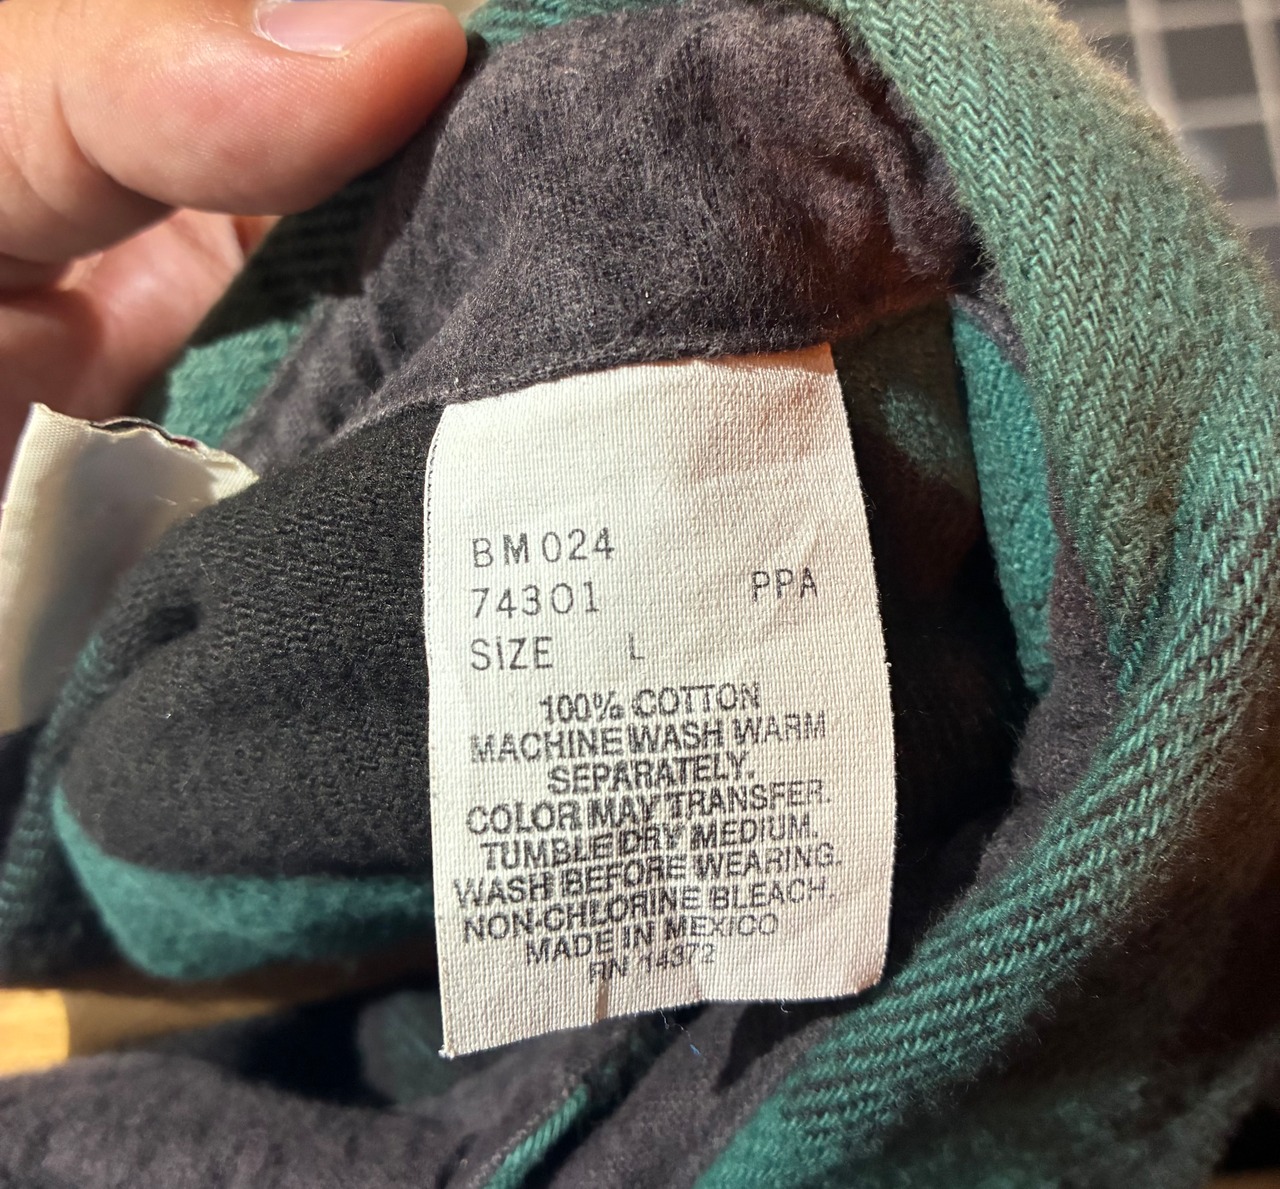 BM024
74301 PPA
SIZE L
100% COTTON
MACHINE WASH WARM
SEPARATELY.
COLOR MAY TRANSFER.
TUMBLE DRY MEDIUM.
WASH BEFORE WEARING.
NON-CHLORINE BLEACH.
MADE IN MEXICO
RN 14372